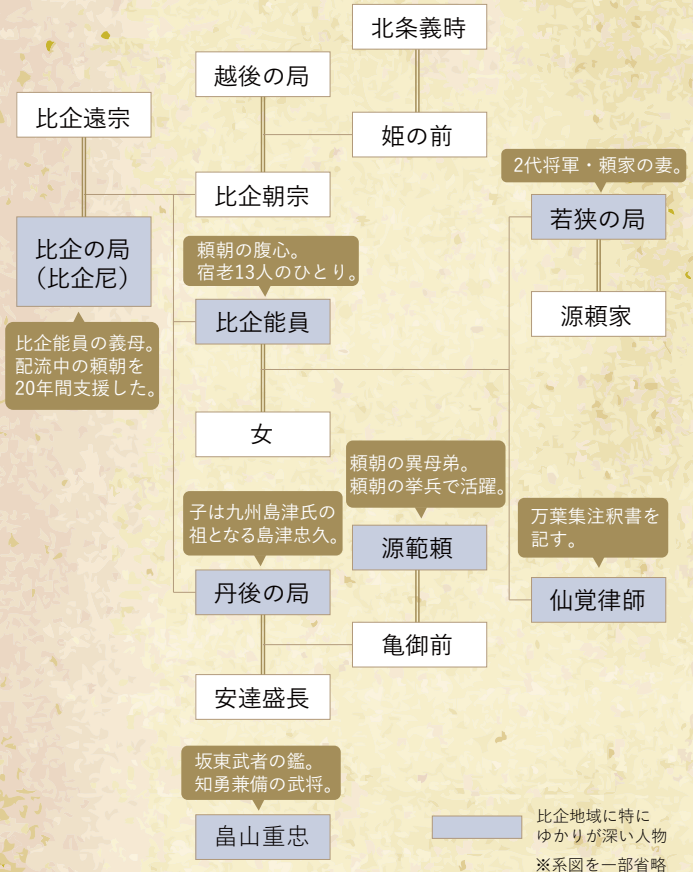 北条義時
越後の局
比企遠宗
姫の前
2代将軍・頼家の妻。
比企朝宗
若狭の局
比企の局
（比企尼）
頼朝の腹心。
宿老13人のひとり。
比企能員
源頼家
比企能員の義母。
配流中の頼朝を
20年間支援した。
女
頼朝の異母弟。
頼朝の挙兵で活躍。
子は九州島津氏の
祖となる島津忠久。
万葉集注釈書を
記す。
源範頼
丹後の局
仙覚律師
亀御前
安達盛長
坂東武者の鑑。
知勇兼備の武将。
畠山重忠
比企地域に特に
ゆかりが深い人物
※系図を一部省略